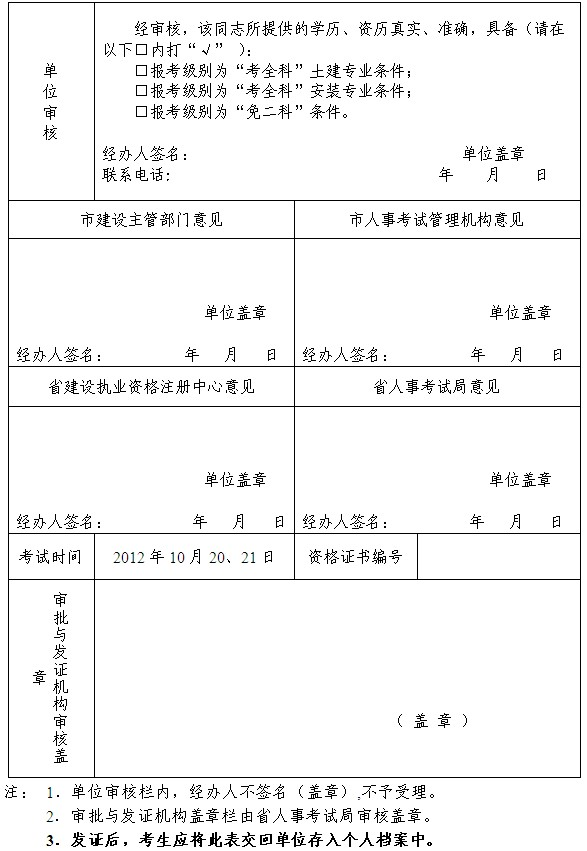 单位审核
经审核，该同志所提供的学历、资历真实、准确，具备（请在
以下□内打“√” ）：
□报考级别为“考全科”土建专业条件；
□报考级别为“考全科”安装专业条件；
□报考级别为“免二科”条件。
经办人签名： 单位盖章
联系电话: 年 月 日
市建设主管部门意见 市人事考试管理机构意见
单位盖章 单位盖章
经办人签名： 年 月 日 经办人签名： 年 月 日
省建设执业资格注册中心意见 省人事考试局意见
单位盖章 单位盖章
经办人签名： 年 月 日 经办人签名： 年 月 日
考试时间 2012 年 10 月 20、21 日 资格证书编号
审批与发证机构审核盖
章
（ 盖 章 ）
注： 1．单位审核栏内，经办人不签名（盖章）,不予受理。
2．审批与发证机构盖章栏由省人事考试局审核盖章。
3．发证后，考生应将此表交回单位存入个人档案中。